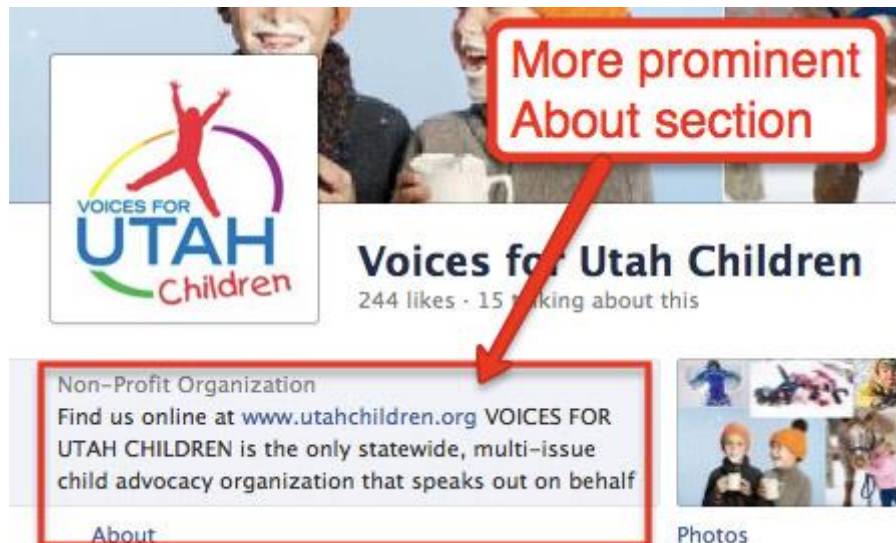 More prominent
About section
VOICES FOR
UTAH
Children
Voices for Utah Children
244 likes · 15 talking about this
Non-Profit Organization
Find us online at www.utahchildren.org VOICES FOR
UTAH CHILDREN is the only statewide, multi-issue
child advocacy organization that speaks out on behalf
About
Photos